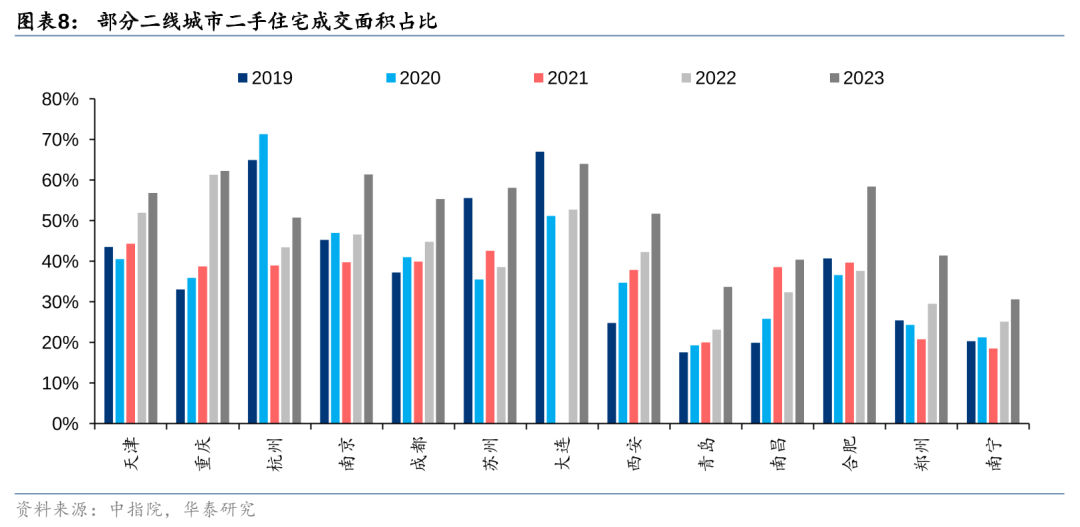 图表8： 部分二线城市二手住宅成交面积占比
2019 2020 2021 2022 2023
80%
70%
60%
50%
40%
30%
20%
10%
0%
天津 重庆 杭州 南京 成都 苏州 大连 西安 青岛 南昌 合肥 郑州 南宁
资料来源：中指院，华泰研究